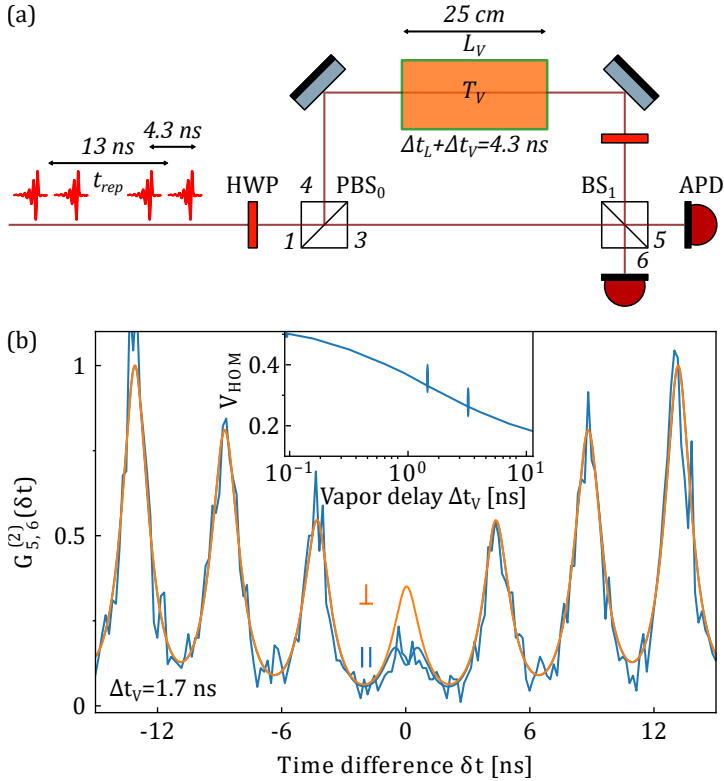 (a)
25 cm
L_V
T_V
Δt_L+Δt_V=4.3 ns
13 ns
4.3 ns
t_rep
HWP
4
PBS_0
1
3
BS_1
APD
5
6
(b)
G^(2)_5, 6(δt)
1
0.5
0
V_HOM
0.4
0.2
10^-1
10^0
10^1
Vapor delay Δt_V [ns]
⊥
||
Δt_V=1.7 ns
-12
-6
0
6
12
Time difference δt [ns]